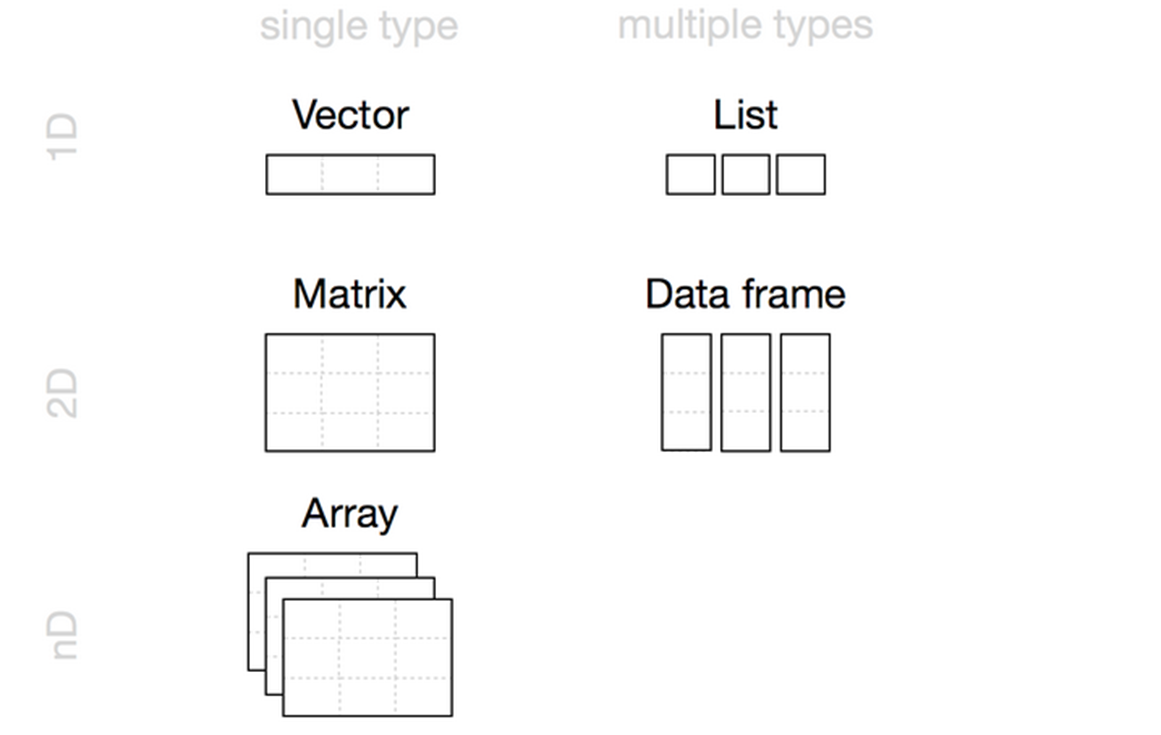 single type
multiple types
1D
Vector
List
2D
Matrix
Data frame
nD
Array